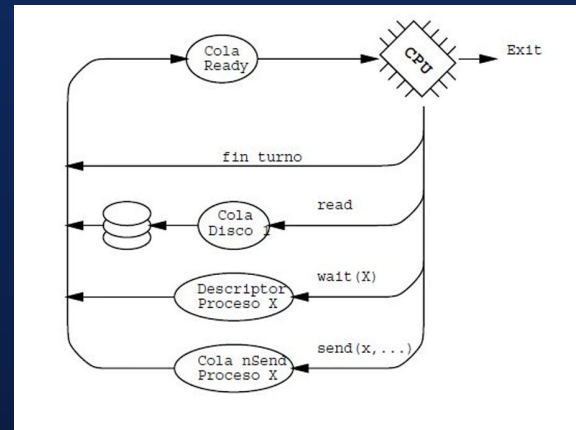 Cola
Ready
CPU
Exit
fin turno
read
Cola
Disco 1
wait(X)
Descriptor
Proceso X
send(x,...)
Cola nSend
Proceso X